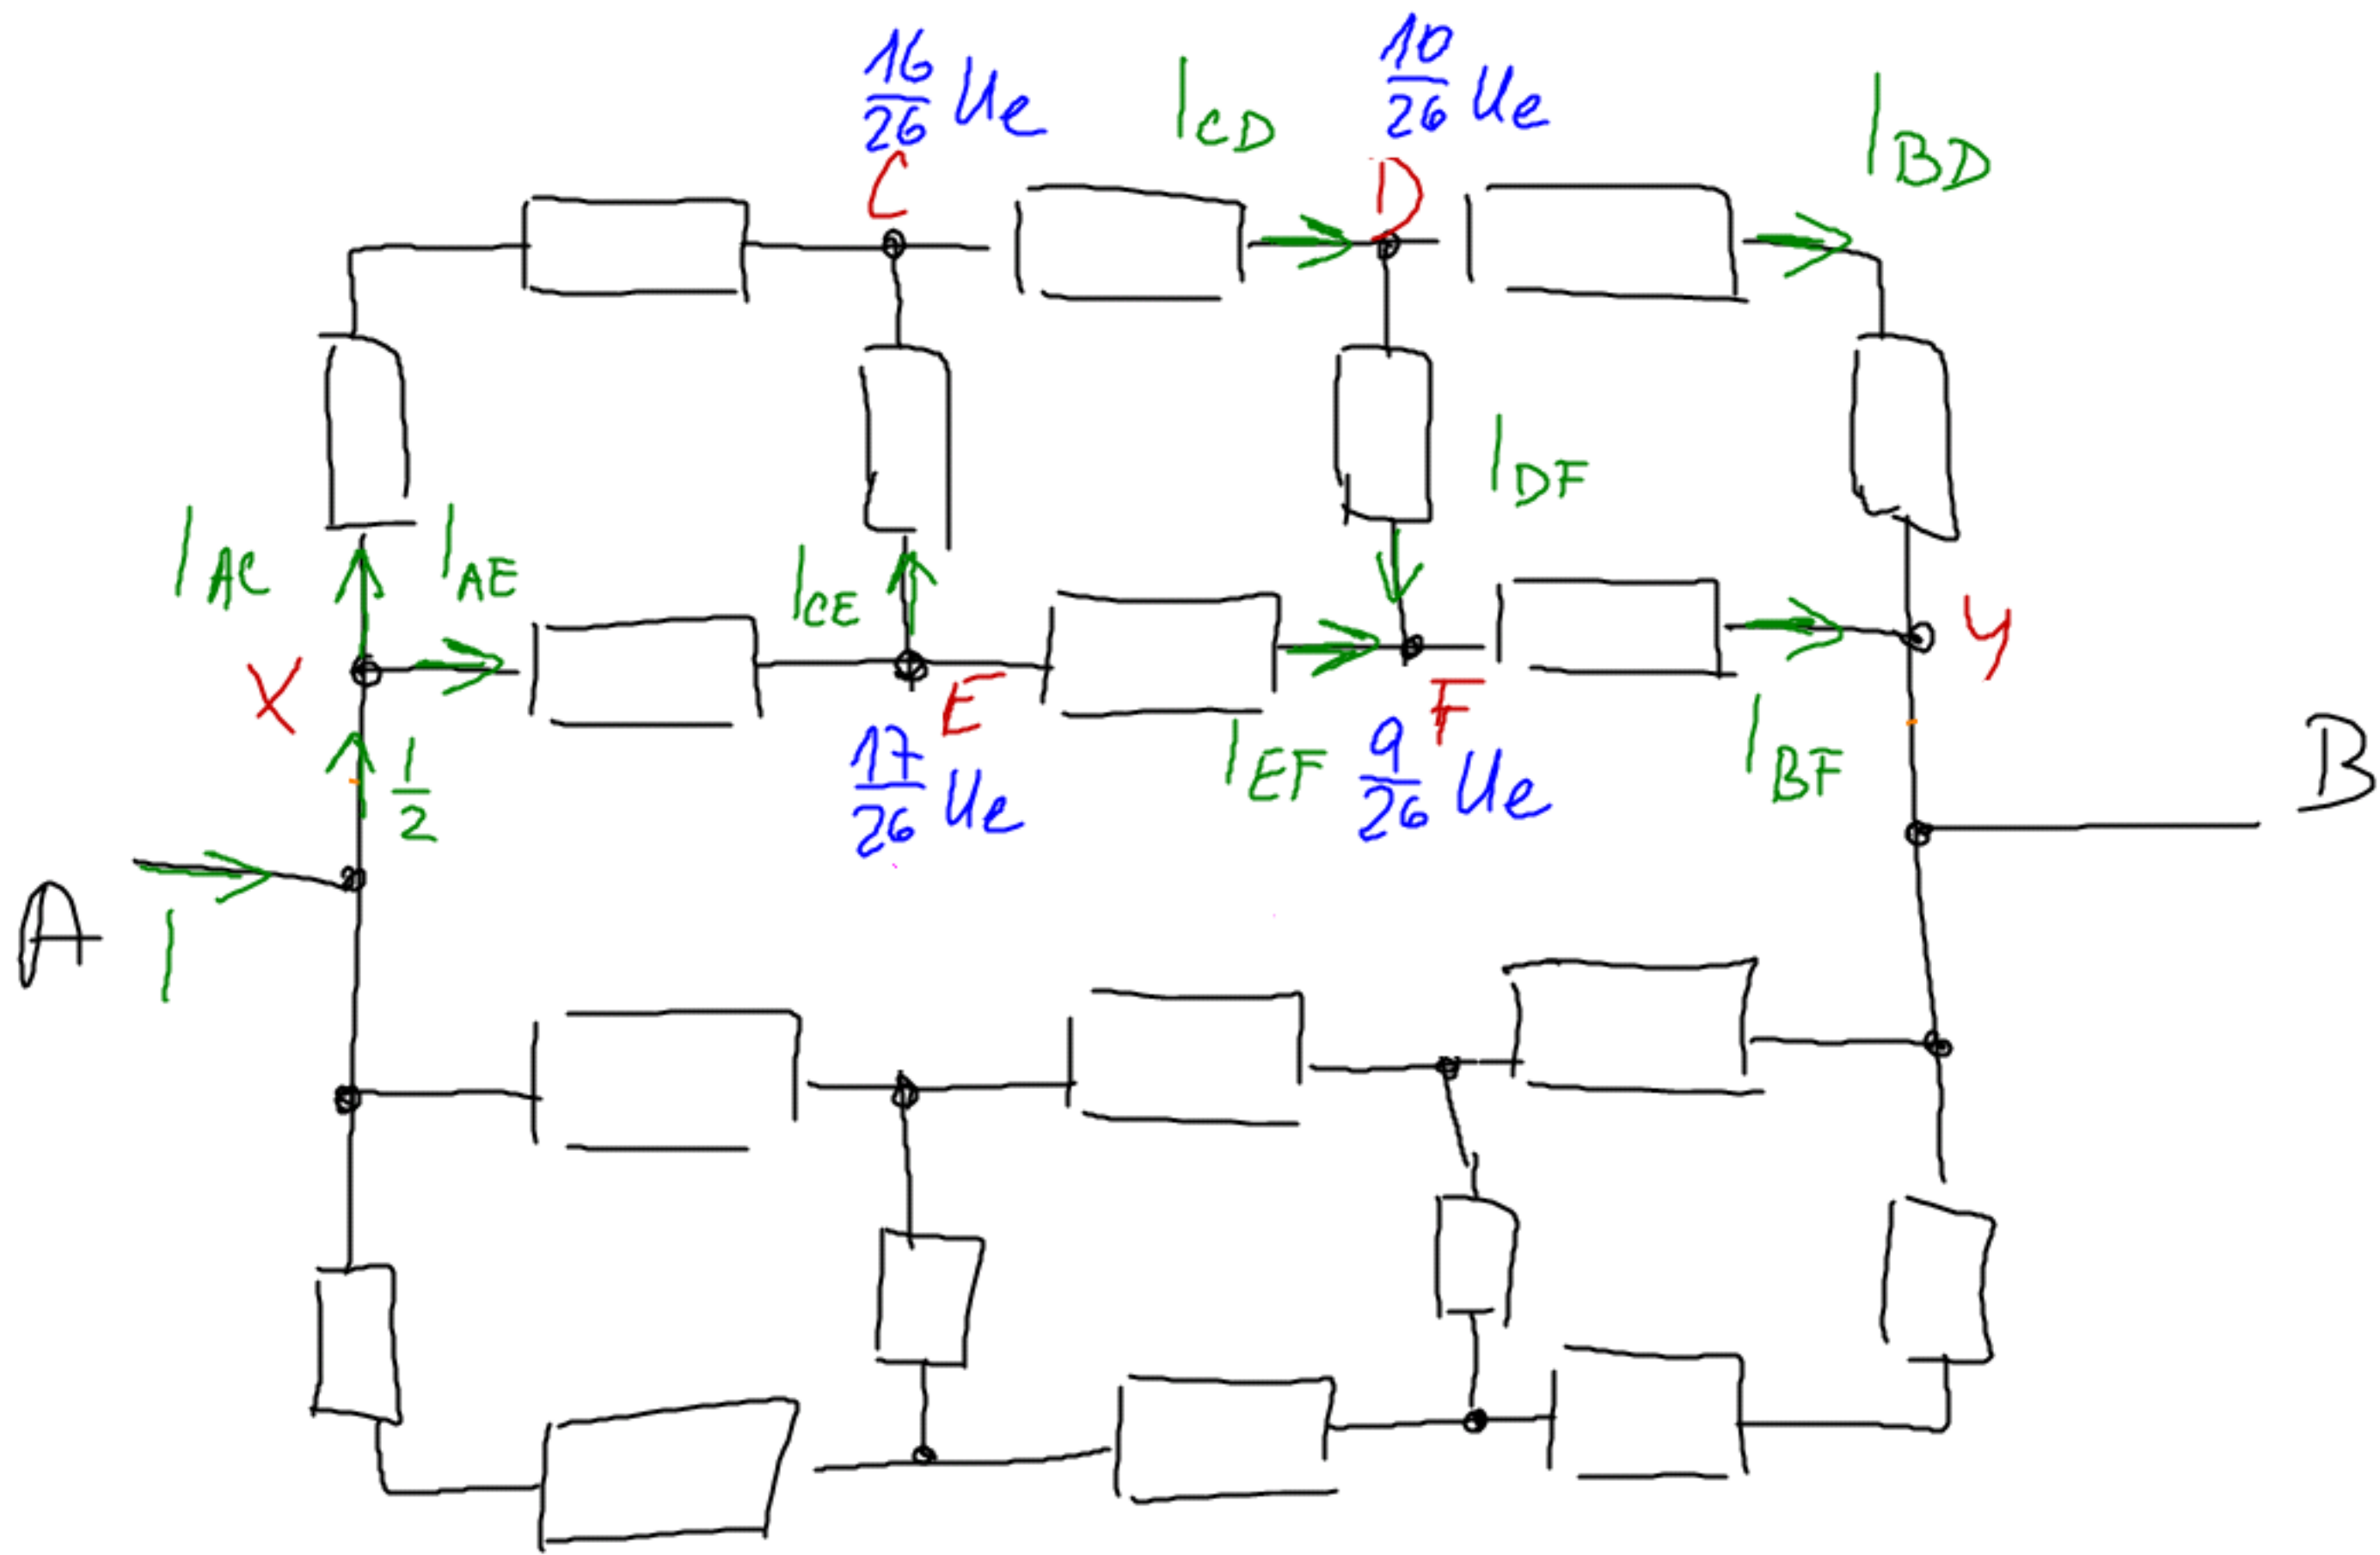 16/26 Ue
I_CD
10/26 Ue
I_BD
C
D
I_AC
I_AE
I_CE
I_DF
X
E
F
Y
I/2
17/26 Ue
I_EF
9/26 Ue
I_BF
B
A
I